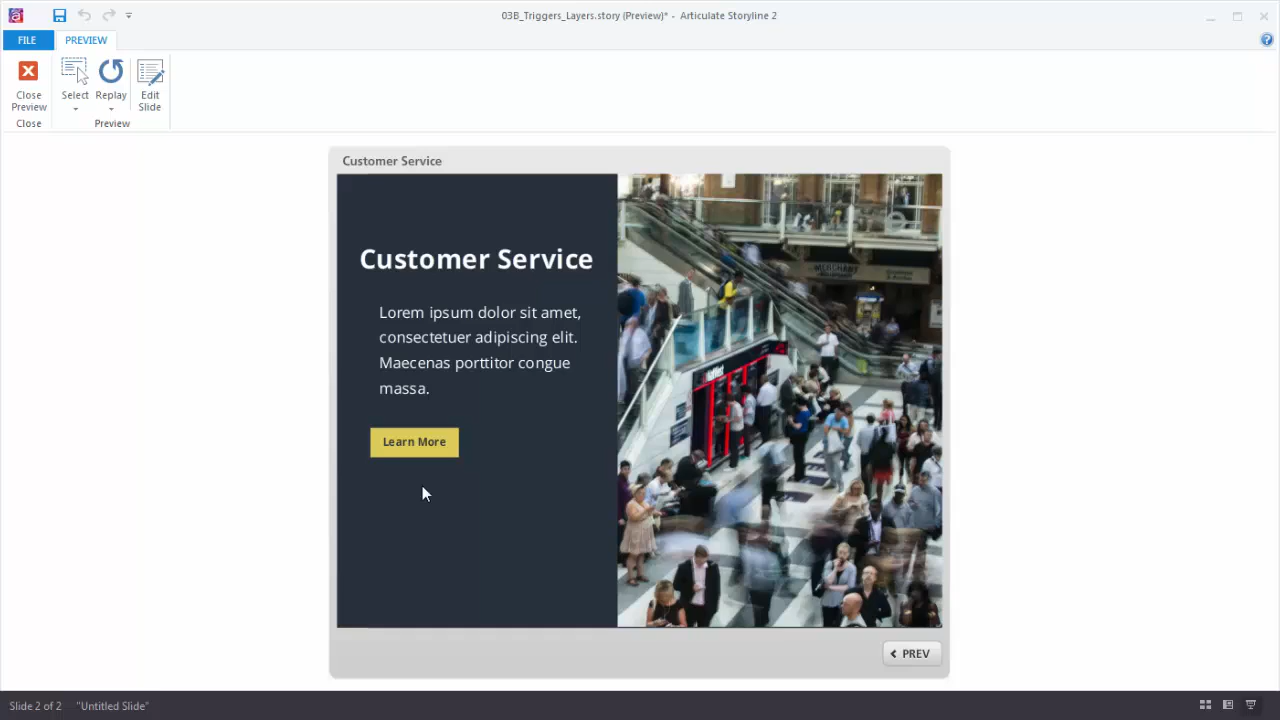 03B_Triggers_Layers.story (Preview)* - Articulate Storyline 2
FILE
PREVIEW
Close Preview
Select
Replay
Edit Slide
Close
Preview
Customer Service
Customer Service
Lorem ipsum dolor sit amet,
consectetuer adipiscing elit.
Maecenas porttitor congue
massa.
Learn More
MERCHANT
PREV
Slide 2 of 2
"Untitled Slide"